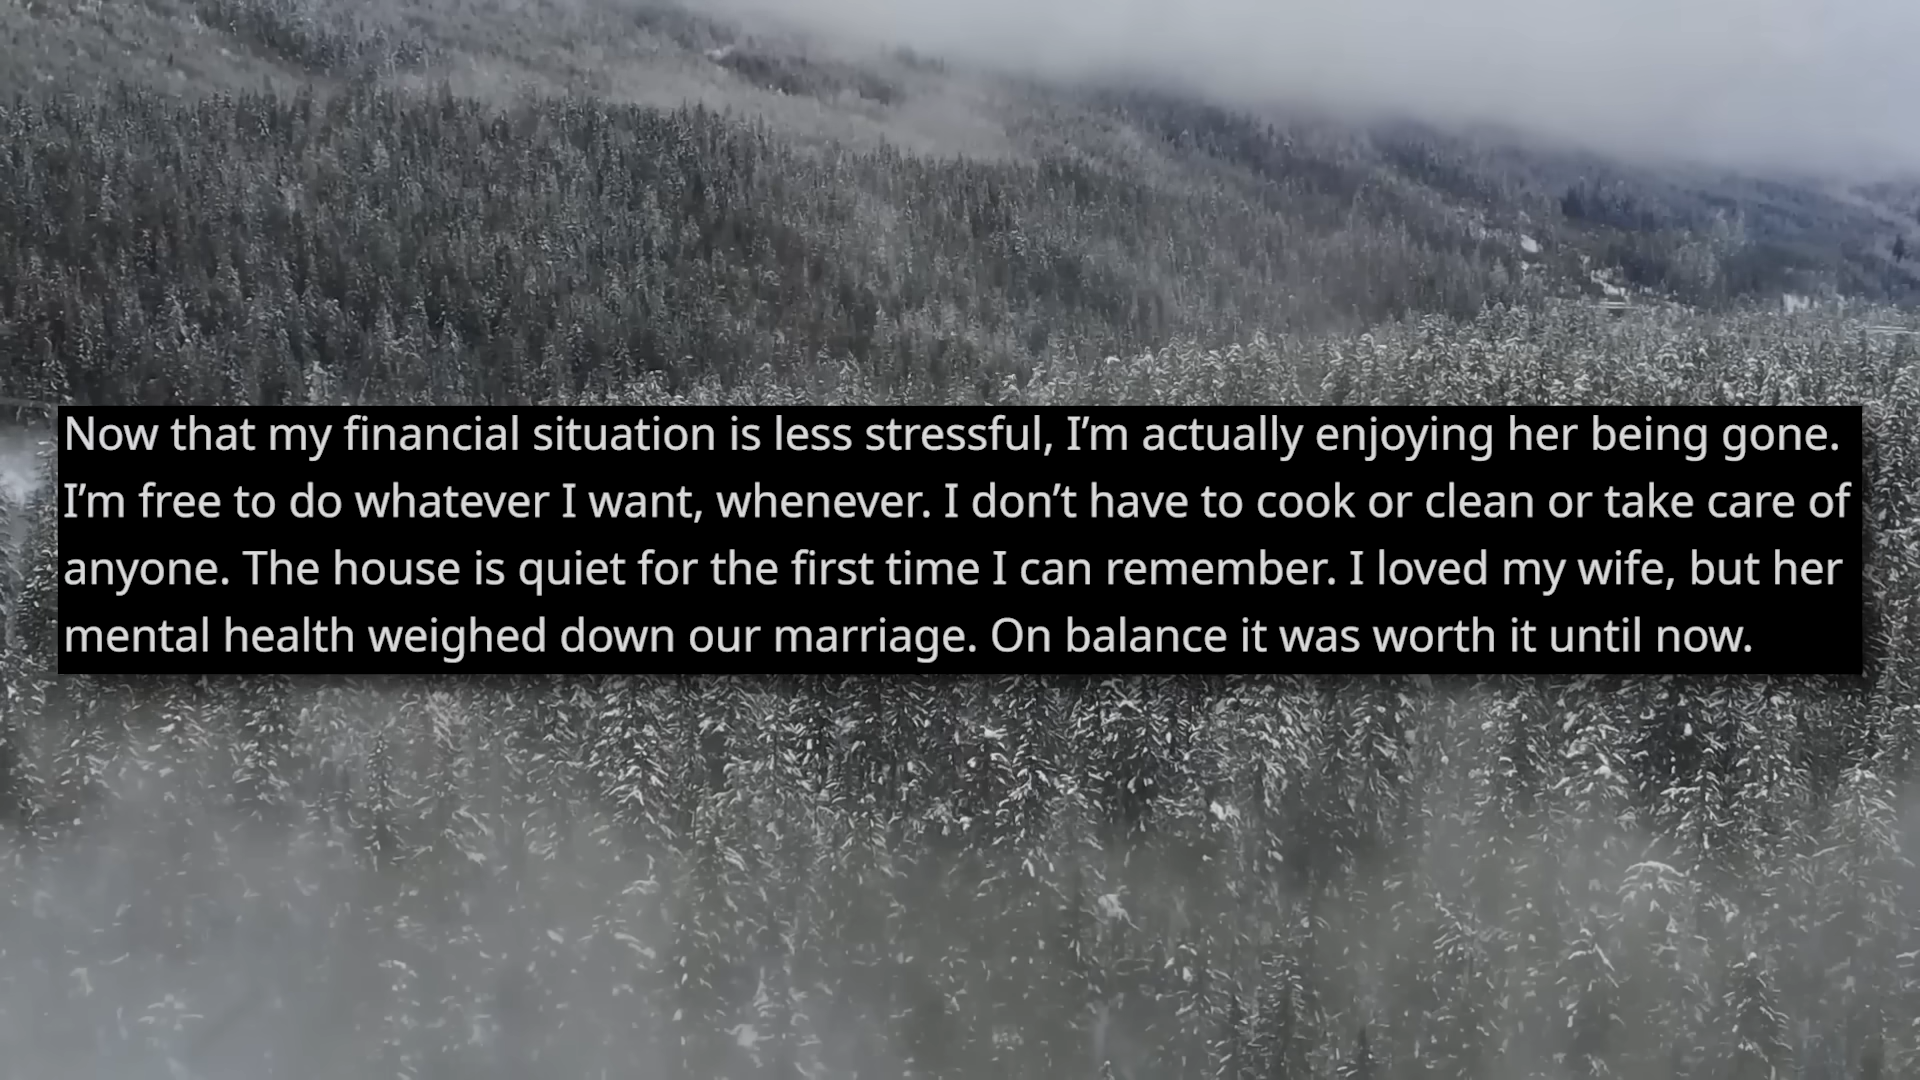 Now that my financial situation is less stressful, I’m actually enjoying her being gone.
I’m free to do whatever I want, whenever. I don’t have to cook or clean or take care of
anyone. The house is quiet for the first time I can remember. I loved my wife, but her
mental health weighed down our marriage. On balance it was worth it until now.